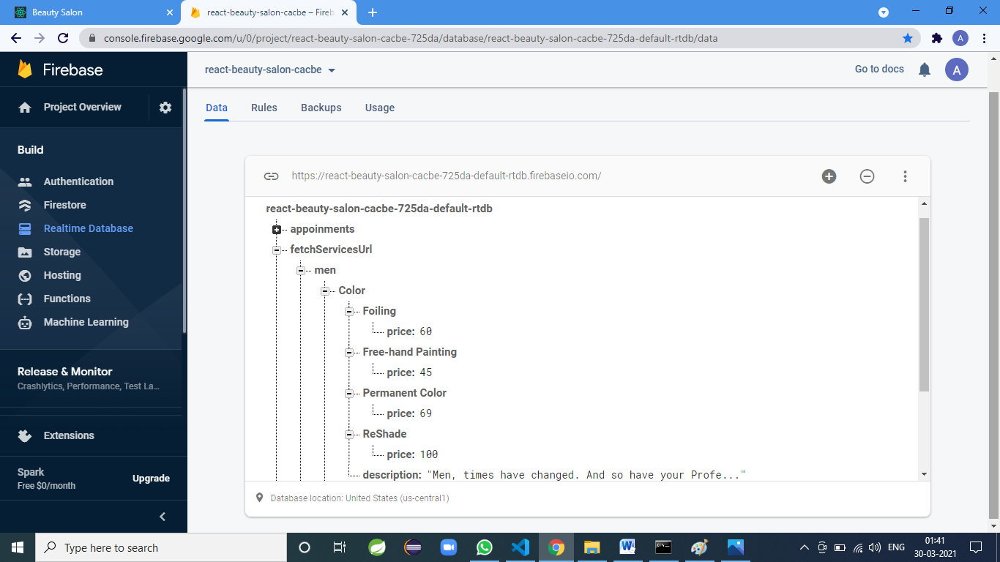 Beauty Salon
react-beauty-salon-cacbe – Fireb
console.firebase.google.com/u/0/project/react-beauty-salon-cacbe-725da/database/react-beauty-salon-cacbe-725da-default-rtdb/data
A
Firebase
react-beauty-salon-cacbe
Go to docs
A
Project Overview
Data Rules Backups Usage
Build
Authentication
Firestore
Realtime Database
Storage
Hosting
Functions
Machine Learning
Release & Monitor
Crashlytics, Performance, Test La...
Extensions
Spark
Free $0/month
Upgrade
https://react-beauty-salon-cacbe-725da-default-rtdb.firebaseio.com/
react-beauty-salon-cacbe-725da-default-rtdb
appoinments
fetchServicesUrl
men
Color
Foiling
price: 60
Free-hand Painting
price: 45
Permanent Color
price: 69
ReShade
price: 100
description: "Men, times have changed. And so have your Profe..."
Database location: United States (us-central1)
Type here to search
ENG
01:41
30-03-2021